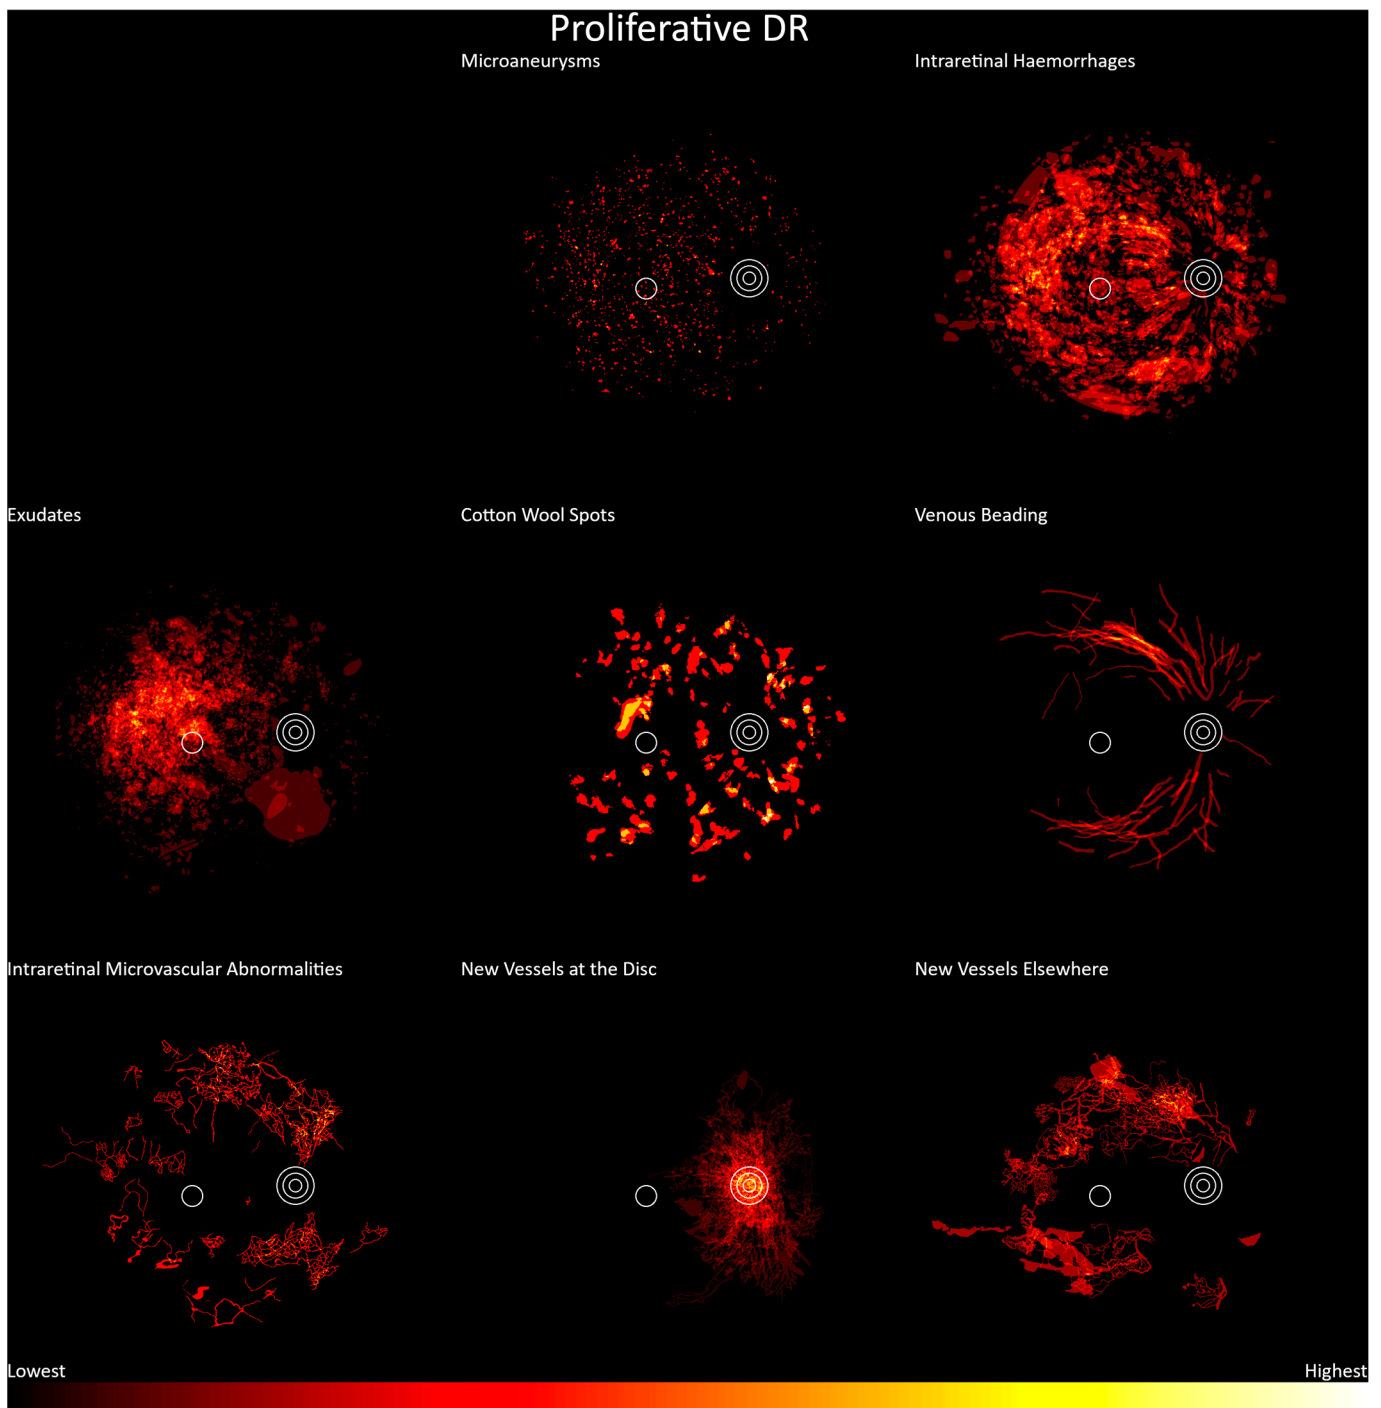 Proliferative DR
Microaneurysms
Intraretinal Haemorrhages
Exudates
Cotton Wool Spots
Venous Beading
Intraretinal Microvascular Abnormalities
New Vessels at the Disc
New Vessels Elsewhere
Lowest
Highest